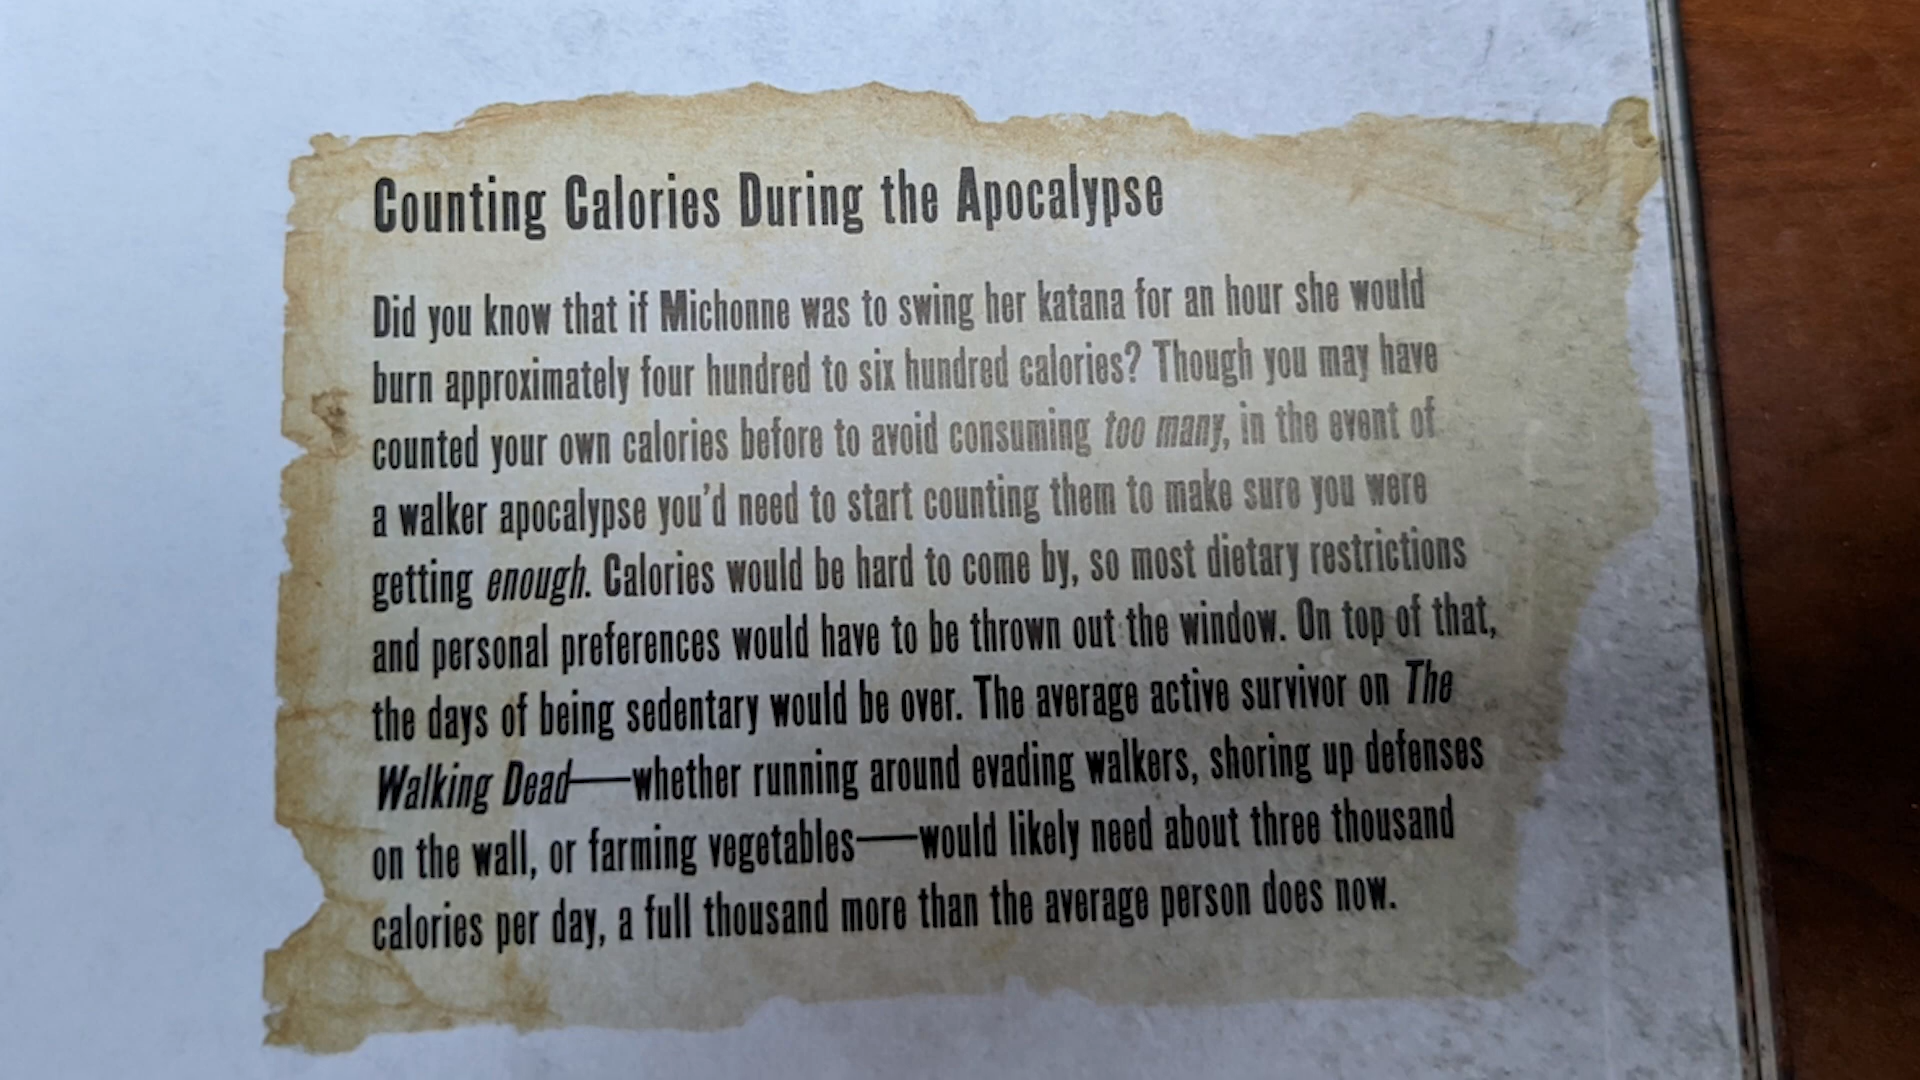 Counting Calories During the Apocalypse
Did you know that if Michonne was to swing her katana for an hour she would
burn approximately four hundred to six hundred calories? Though you may have
counted your own calories before to avoid consuming too many, in the event of
a walker apocalypse you'd need to start counting them to make sure you were
getting enough. Calories would be hard to come by, so most dietary restrictions
and personal preferences would have to be thrown out the window. On top of that,
the days of being sedentary would be over. The average active survivor on The
Walking Dead—whether running around evading walkers, shoring up defenses
on the wall, or farming vegetables—would likely need about three thousand
calories per day, a full thousand more than the average person does now.